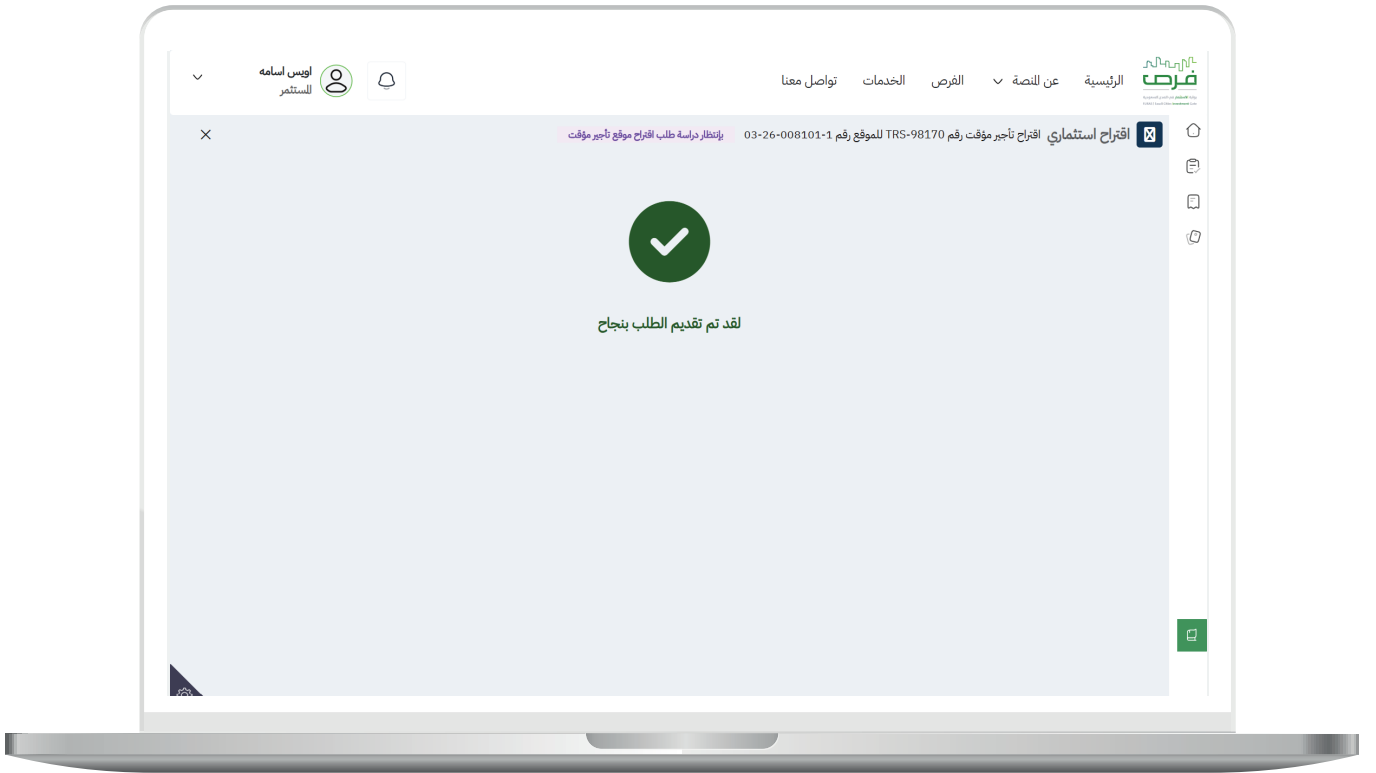 فرص
الرئيسية
عن المنصة
الفرص
الخدمات
تواصل معنا
اويس اسامه
المستثمر
اقتراح استثماري
اقتراح تأجير مؤقت رقم TRS-98170 للموقع رقم 1-008101-26-03
بإنتظار دراسة طلب اقتراح موقع تأجير مؤقت
لقد تم تقديم الطلب بنجاح